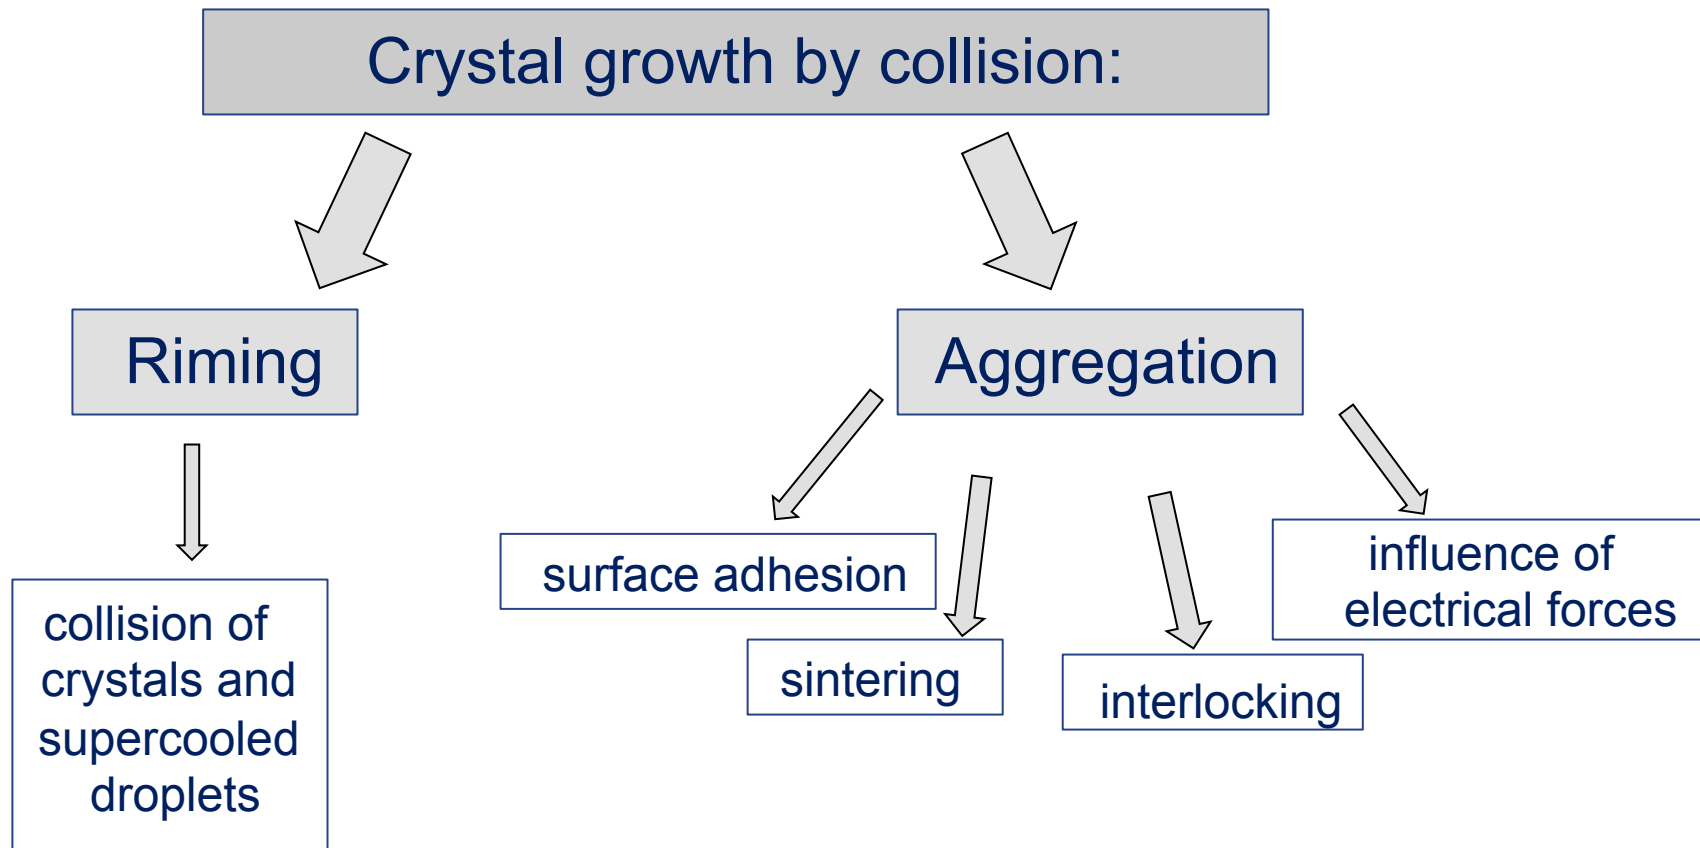 Crystal growth by collision:
Riming
Aggregation
collision of
crystals and
supercooled
droplets
surface adhesion
sintering
interlocking
influence of
electrical forces